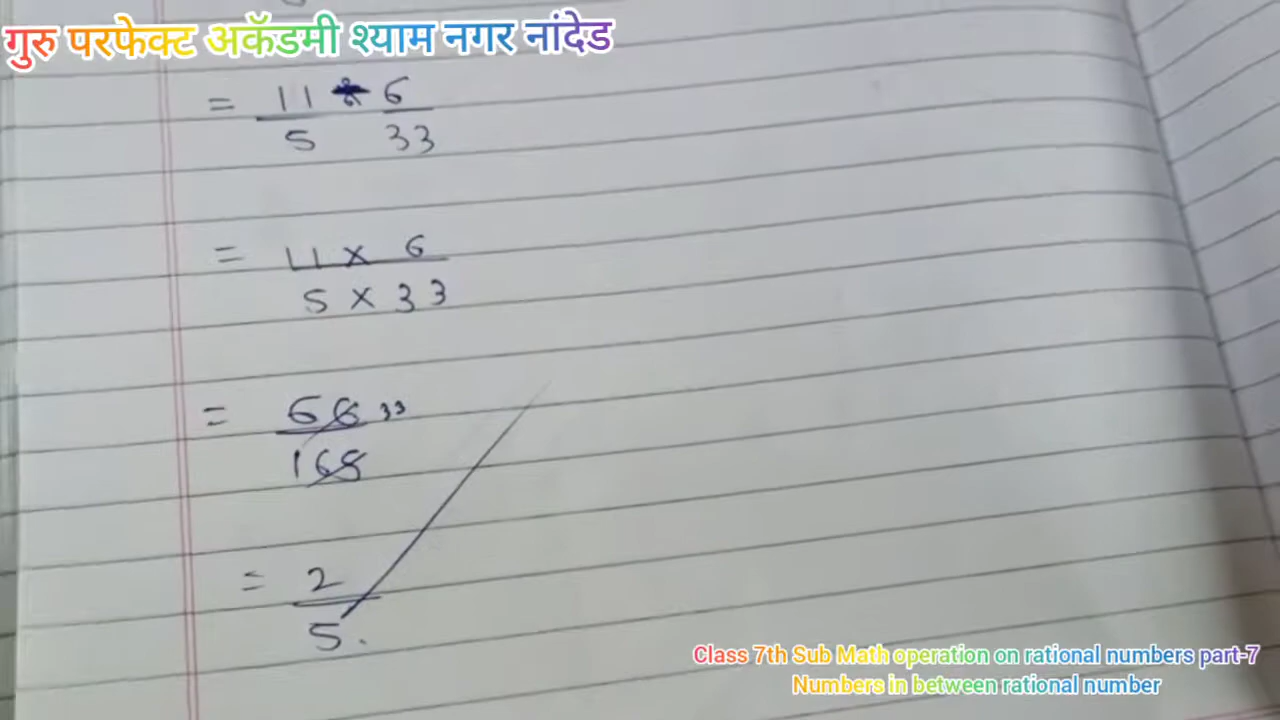 गुरु परफेक्ट अकॅडमी श्याम नगर नांदेड
= 11 × 6
5 33
= 11 × 6
5 × 33
= 66 33
165
= 2
5.
Class 7th Sub Math operation on rational numbers part-7
Numbers in between rational number